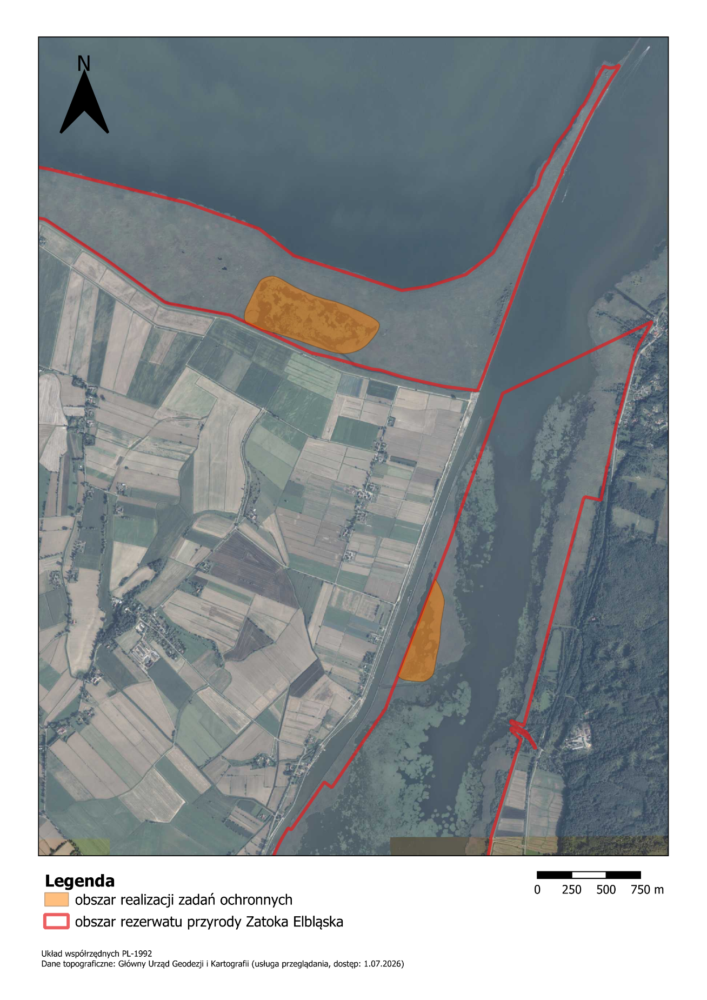 N
Legenda
obszar realizacji zadań ochronnych
obszar rezerwatu przyrody Zatoka Elbląska
0 250 500 750 m
Układ współrzędnych PL-1992
Dane topograficzne: Główny Urząd Geodezji i Kartografii (usługa przeglądania, dostęp: 1.07.2026)